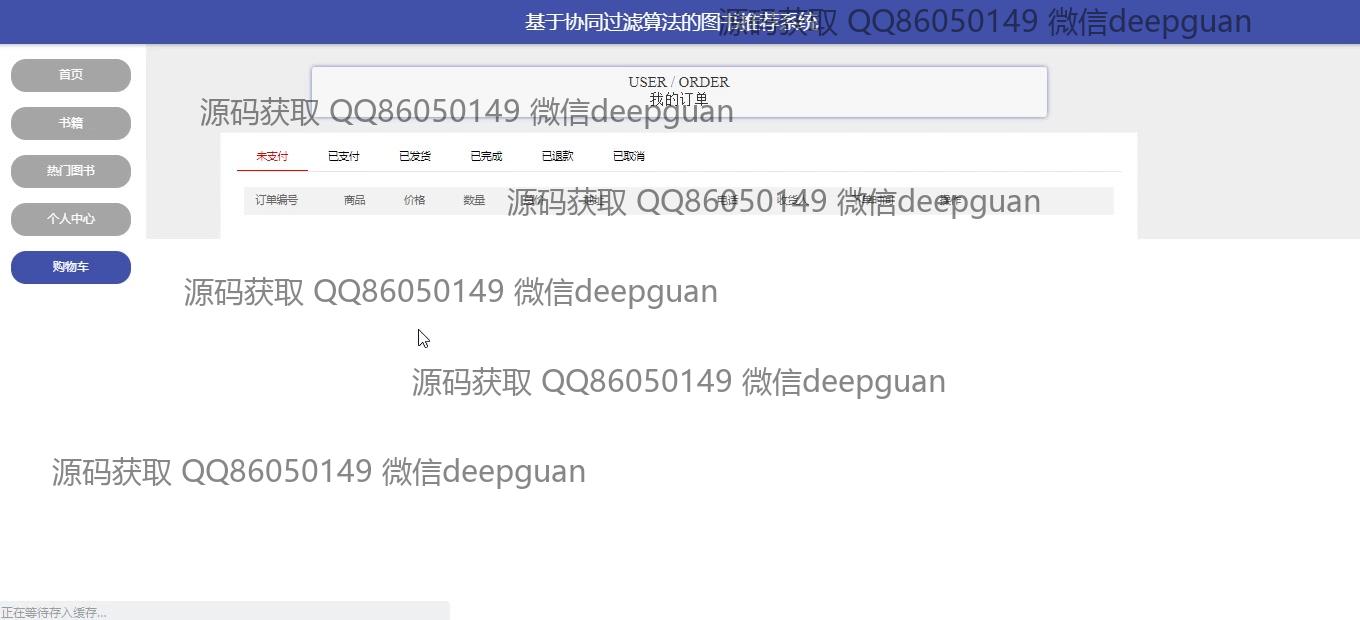 基于协同过滤算法的图书推荐系统
源码获取 QQ86050149 微信deepguan
首页
USER / ORDER
我的订单
源码获取 QQ86050149 微信deepguan
书籍
未支付 已支付 已发货 已完成 已退款 已取消
热门图书
订单编号 商品 价格 数量 总价 地址 电话 收货人 下单时间 操作
源码获取 QQ86050149 微信deepguan
个人中心
购物车
源码获取 QQ86050149 微信deepguan
源码获取 QQ86050149 微信deepguan
源码获取 QQ86050149 微信deepguan
正在等待存入缓存...